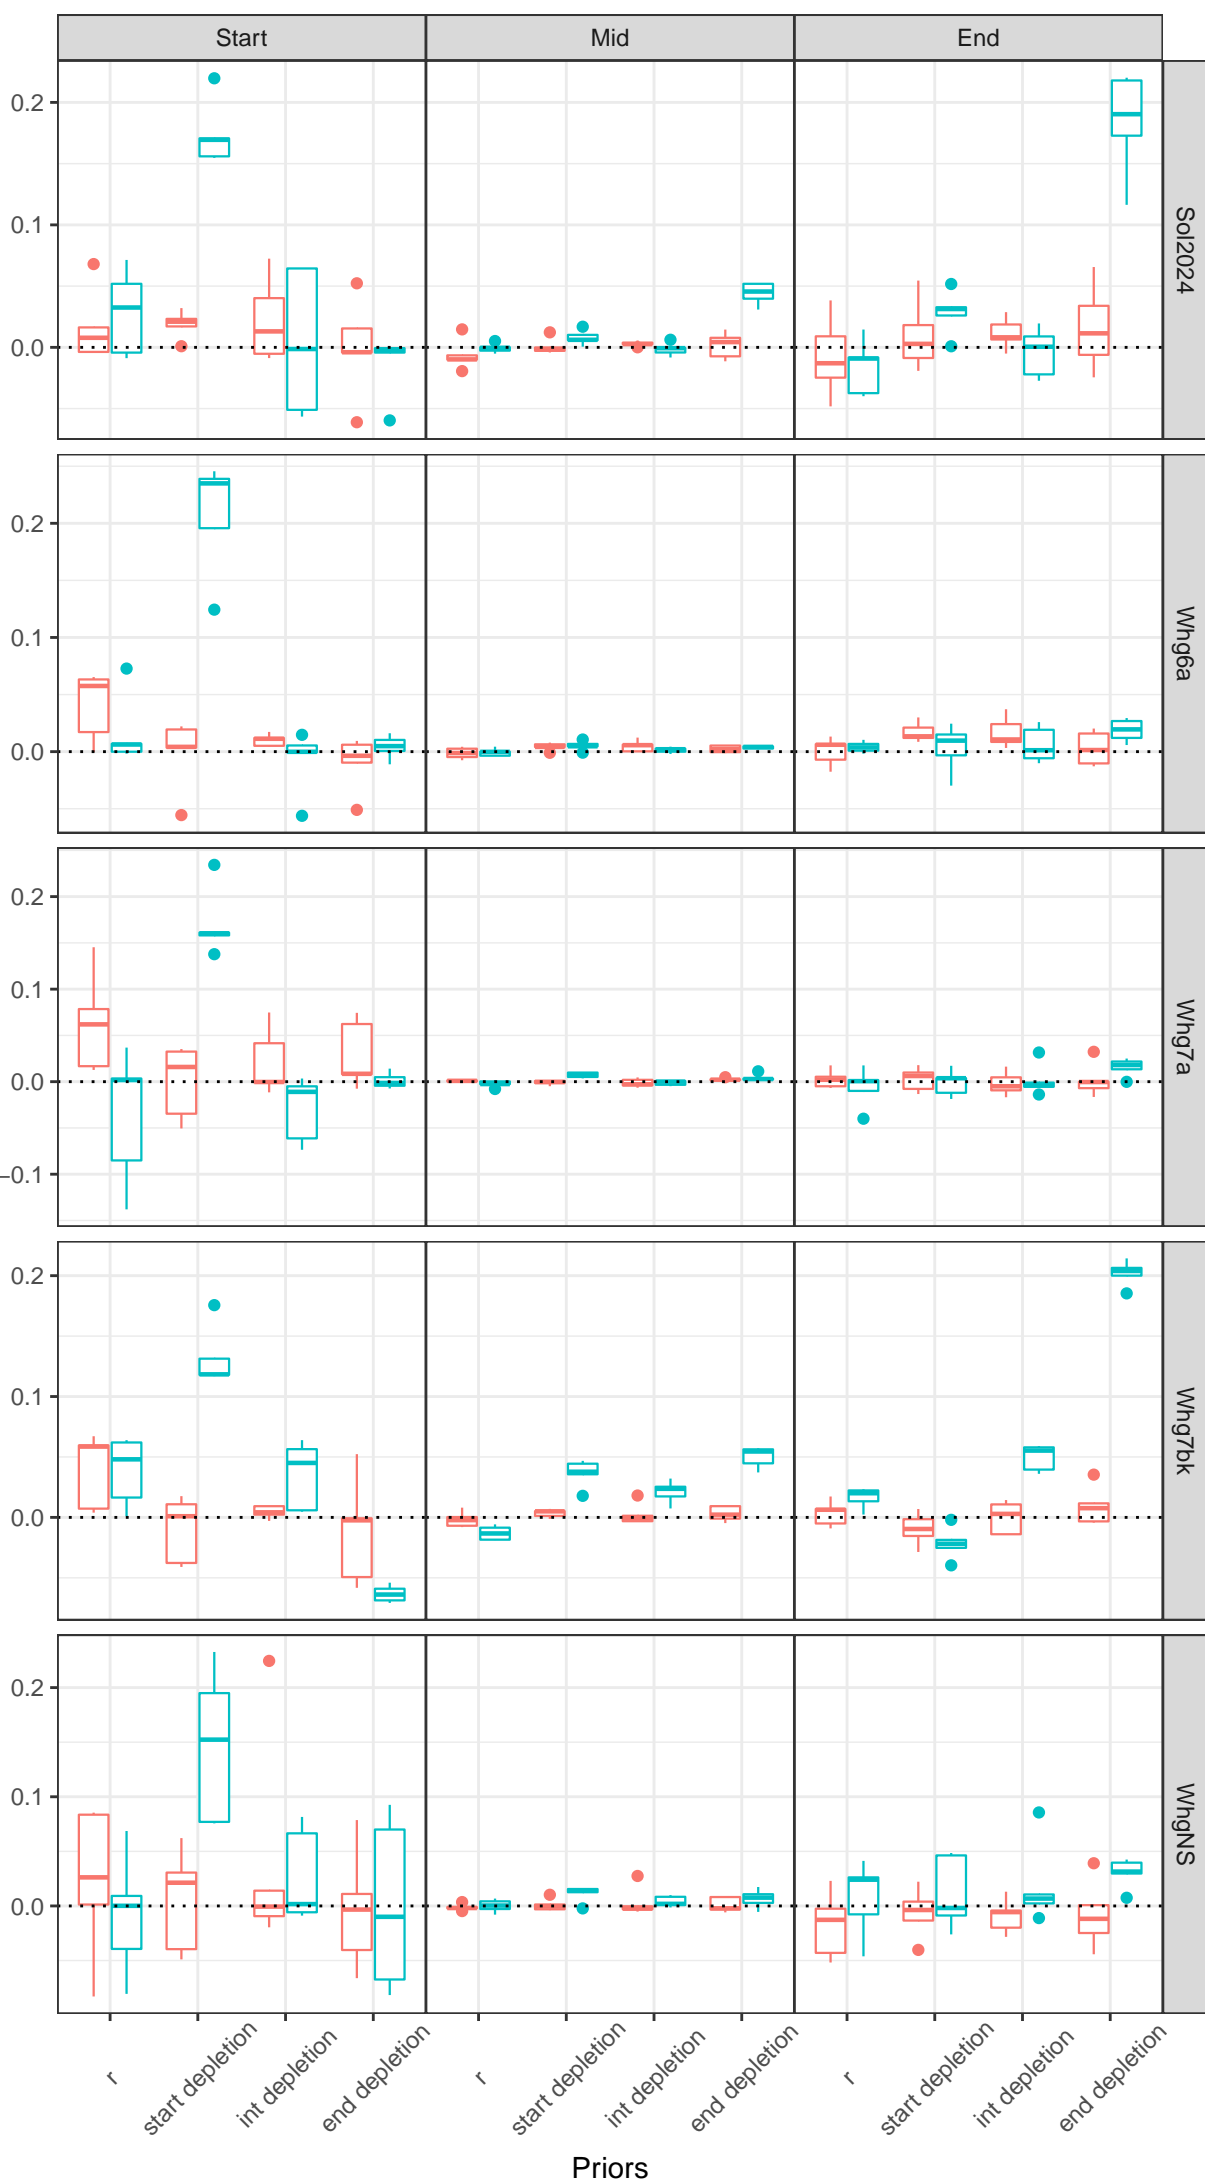 Start Mid End
0.2
0.1
0.0
Sol2024
0.2
0.1
0.0
Whg6a
0.2
0.1
0.0
−0.1
Whg7a
0.2
0.1
0.0
Whg7bk
0.2
0.1
0.0
WhgNS
r start depletion int depletion end depletion r start depletion int depletion end depletion r start depletion int depletion end depletion
Priors